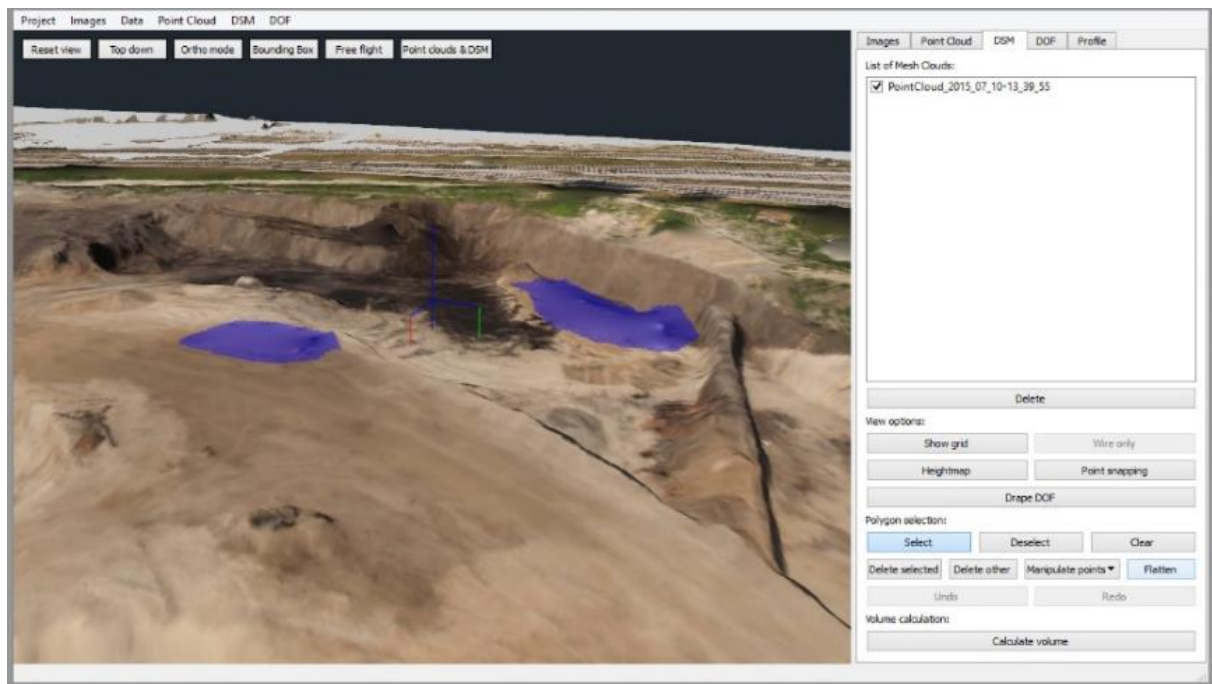 Project Images Data Point Cloud DSM DOF
Reset view Top down Ortho mode Bounding Box Free flight Point clouds & DSM
Images Point Cloud DSM DOF Profile
List of Mesh Clouds:
PointCloud_2015_07_10-13_39_55
Delete
View options:
Show grid Wire only
Heightmap Point snapping
Drape DOF
Polygon selection:
Select Deselect Clear
Delete selected Delete other Manipulate points Flatten
Undo Redo
Volume calculation:
Calculate volume